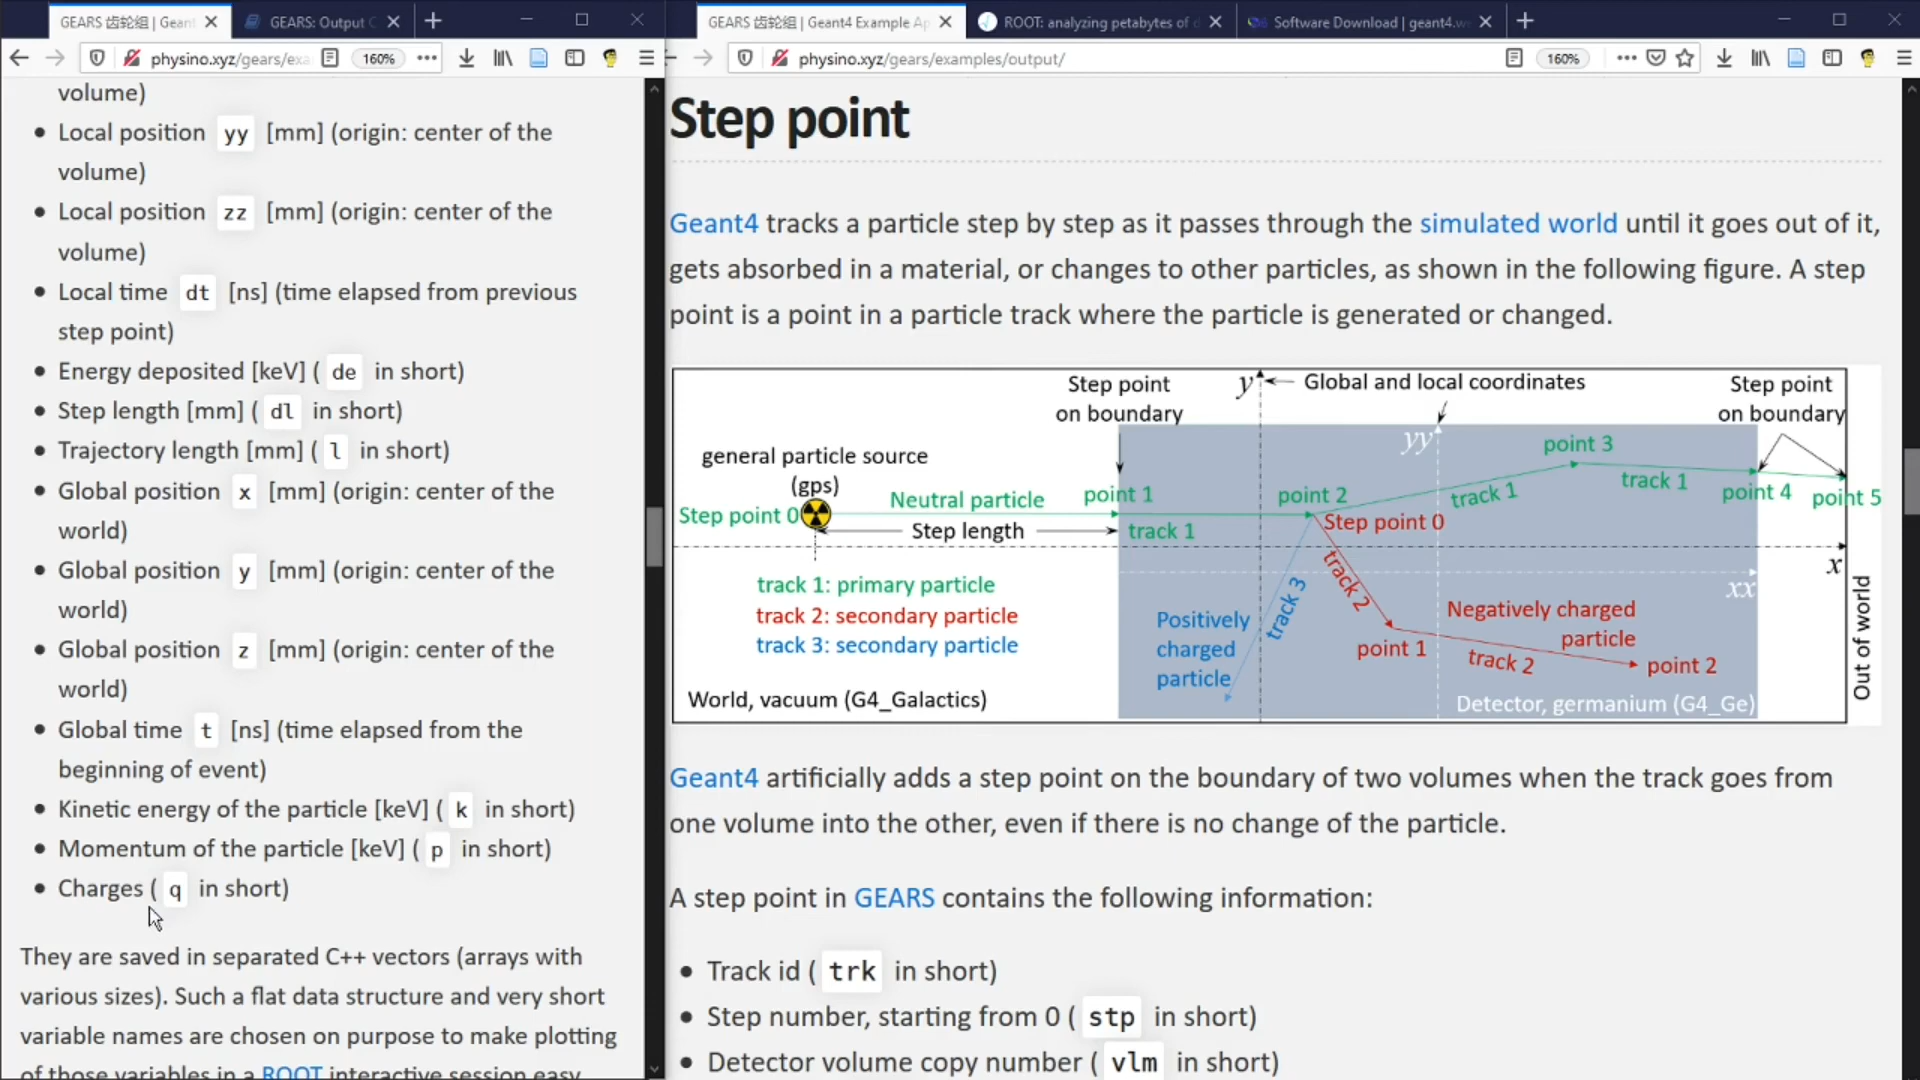 GEARS 齿轮组 | Geant
GEARS: Output C
physino.xyz/gears/exa
160%
volume)
Local position yy [mm] (origin: center of the
volume)
Local position zz [mm] (origin: center of the
volume)
Local time dt [ns] (time elapsed from previous
step point)
Energy deposited [keV] ( de in short)
Step length [mm] ( dl in short)
Trajectory length [mm] ( l in short)
Global position x [mm] (origin: center of the
world)
Global position y [mm] (origin: center of the
world)
Global position z [mm] (origin: center of the
world)
Global time t [ns] (time elapsed from the
beginning of event)
Kinetic energy of the particle [keV] ( k in short)
Momentum of the particle [keV] ( p in short)
Charges ( q in short)
They are saved in separated C++ vectors (arrays with
various sizes). Such a flat data structure and very short
variable names are chosen on purpose to make plotting
of those variables in a ROOT interactive session easy
GEARS 齿轮组 | Geant4 Example Ap
ROOT: analyzing petabytes of d
Software Download | geant4.w
physino.xyz/gears/examples/output/
160%
Step point
Geant4 tracks a particle step by step as it passes through the simulated world until it goes out of it,
gets absorbed in a material, or changes to other particles, as shown in the following figure. A step
point is a point in a particle track where the particle is generated or changed.
Step point
on boundary
y
Global and local coordinates
Step point
on boundary
yy
point 3
general particle source
(gps)
Step point 0
Neutral particle
point 1
point 2
track 1
track 1
point 4
point 5
Step length
track 1
Step point 0
x
track 1: primary particle
track 2: secondary particle
track 3: secondary particle
track 3
track 2
xx
Positively
charged
particle
Negatively charged
particle
point 1
track 2
point 2
Out of world
World, vacuum (G4_Galactics)
Detector, germanium (G4_Ge)
Geant4 artificially adds a step point on the boundary of two volumes when the track goes from
one volume into the other, even if there is no change of the particle.
A step point in GEARS contains the following information:
Track id ( trk in short)
Step number, starting from 0 ( stp in short)
Detector volume copy number ( vlm in short)